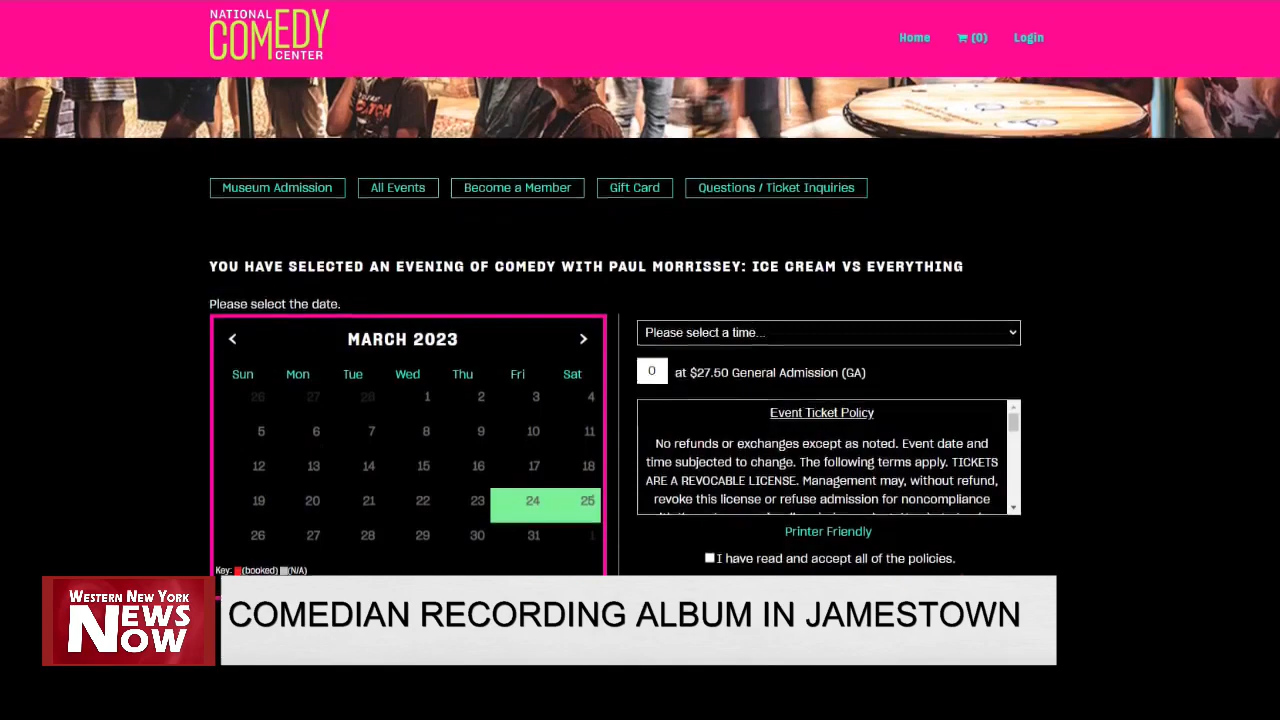 NATIONAL
COMEDY
CENTER
Home
(0)
Login
Museum Admission
All Events
Become a Member
Gift Card
Questions / Ticket Inquiries
YOU HAVE SELECTED AN EVENING OF COMEDY WITH PAUL MORRISSEY: ICE CREAM VS EVERYTHING
Please select the date.
MARCH 2023
Sun Mon Tue Wed Thu Fri Sat
26 27 28 1 2 3 4
5 6 7 8 9 10 11
12 13 14 15 16 17 18
19 20 21 22 23 24 25
26 27 28 29 30 31 1
Key: (booked) (N/A)
Please select a time...
0 at $27.50 General Admission (GA)
Event Ticket Policy
No refunds or exchanges except as noted. Event date and
time subjected to change. The following terms apply. TICKETS
ARE A REVOCABLE LICENSE. Management may, without refund,
revoke this license or refuse admission for noncompliance
Printer Friendly
I have read and accept all of the policies.
WESTERN NEW YORK
NEWS
NOW
COMEDIAN RECORDING ALBUM IN JAMESTOWN